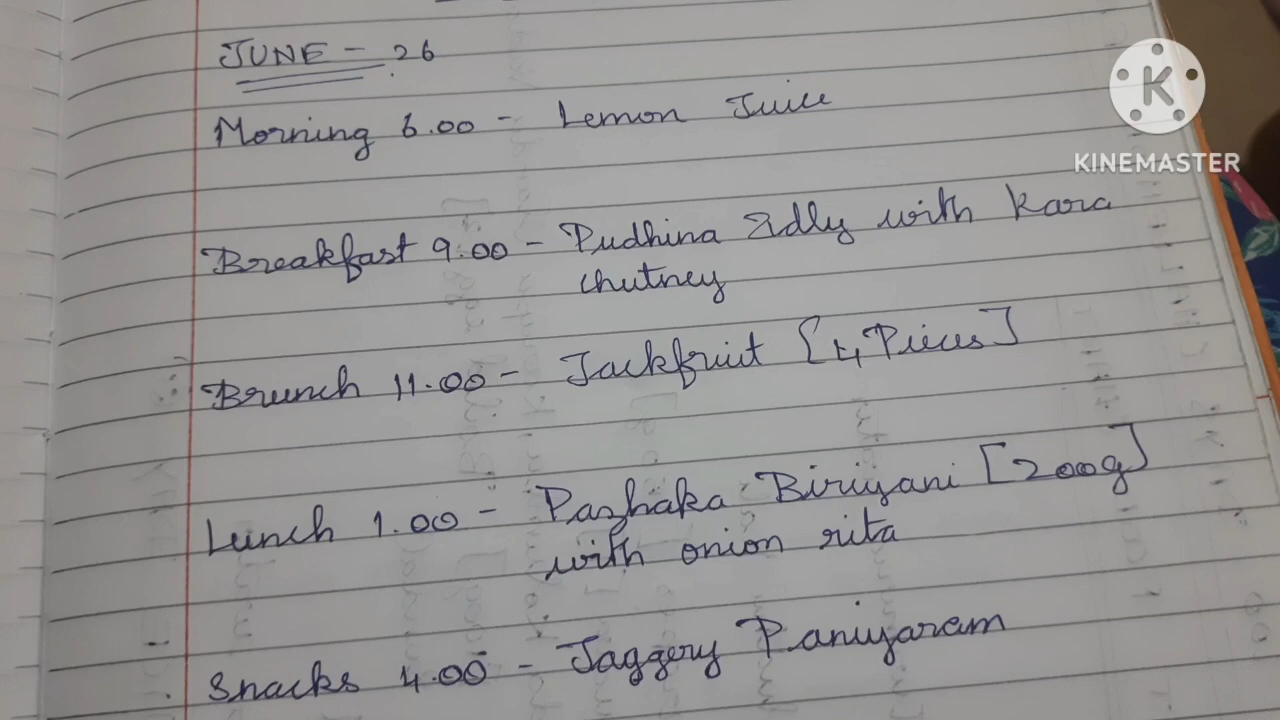 JUNE - 26
Morning 6.00 - Lemon Juice
Breakfast 9.00 - Pudhina Idly with kara
chutney
Brunch 11.00 - Jackfruit [4 Pieces]
Lunch 1.00 - Pazhaka Biriyani [200g]
with onion rita
Snacks 4.00 - Jaggery Paniyaram
K
KINEMASTER